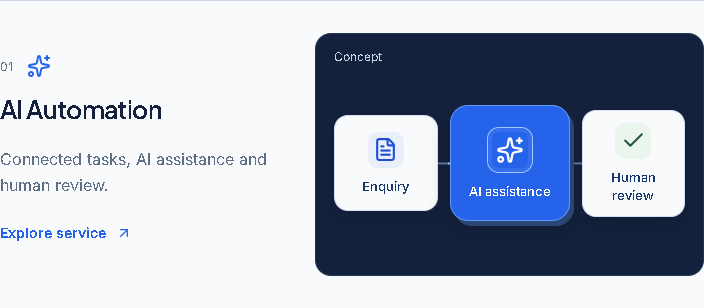 01
AI Automation
Connected tasks, AI assistance and
human review.
Explore service
Concept
Enquiry
AI assistance
Human
review